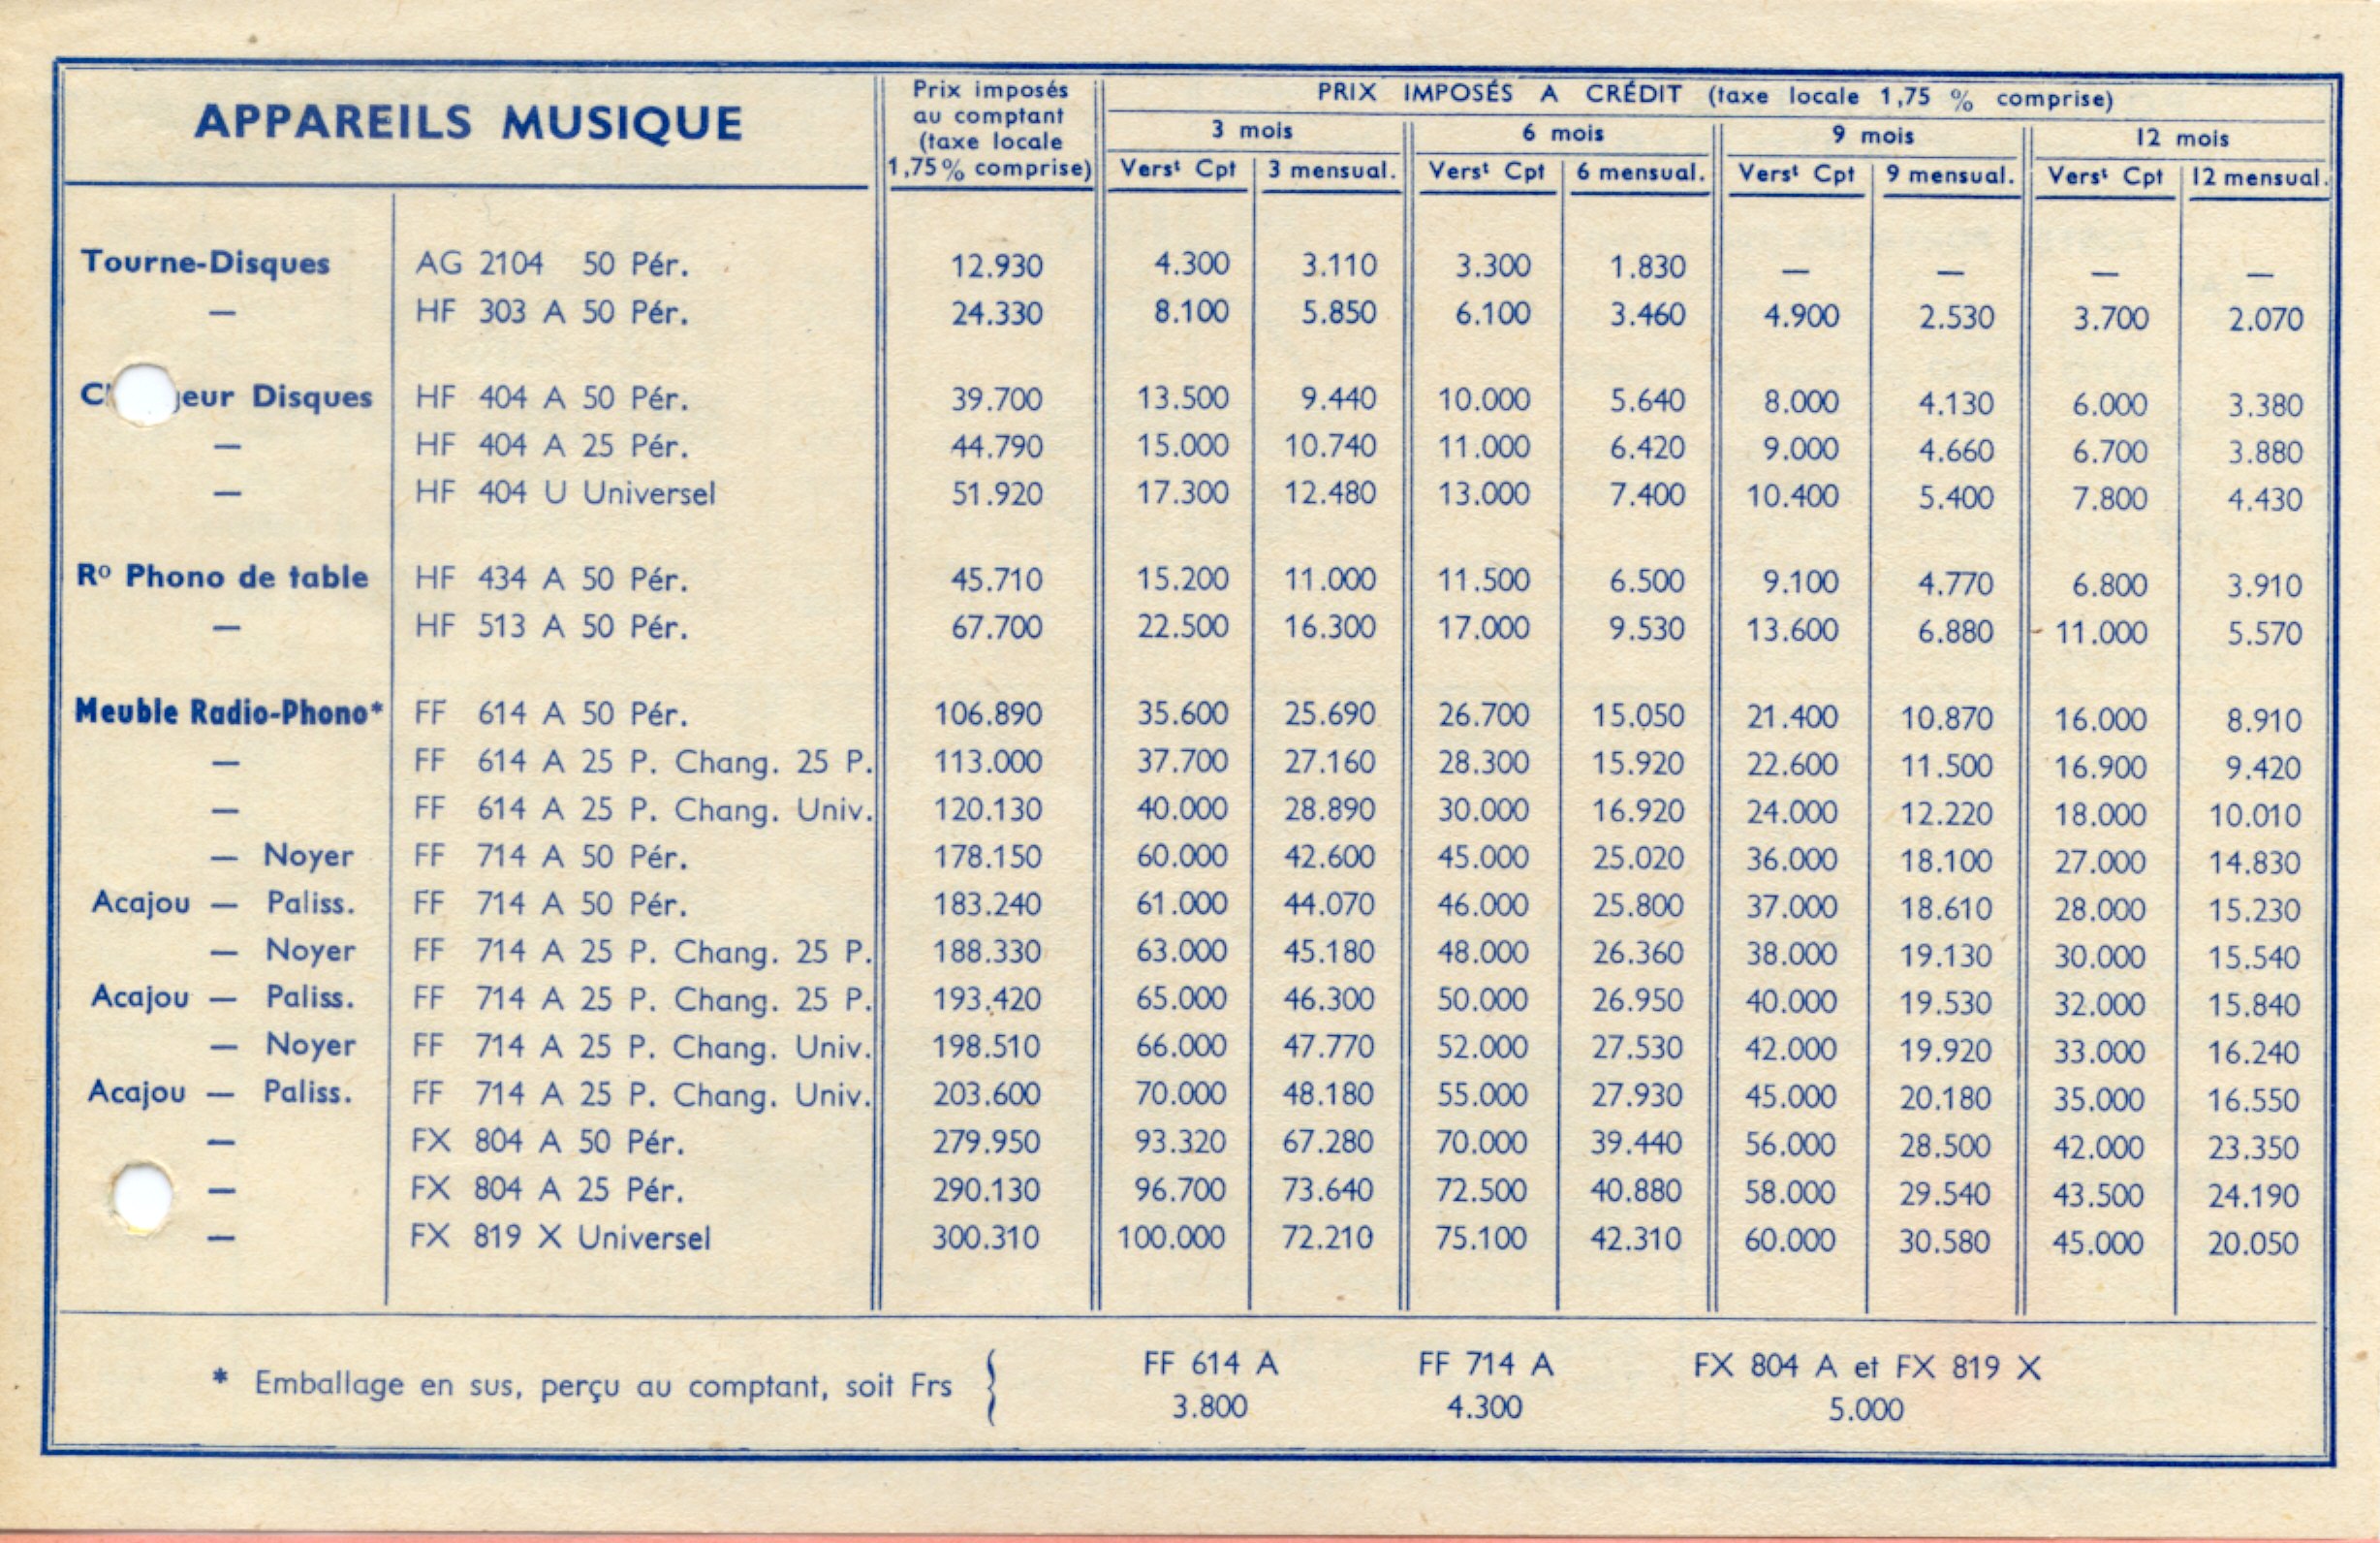 APPAREILS MUSIQUE
Prix imposés
au comptant
(taxe locale
1,75% comprise)
PRIX IMPOSÉS A CRÉDIT (taxe locale 1,75 % comprise)
3 mois 6 mois 9 mois 12 mois
Versᵗ Cpt 3 mensual. Versᵗ Cpt 6 mensual. Versᵗ Cpt 9 mensual. Versᵗ Cpt 12 mensual.
Tourne-Disques AG 2104 50 Pér. 12.930 4.300 3.110 3.300 1.830 — — — —
— HF 303 A 50 Pér. 24.330 8.100 5.850 6.100 3.460 4.900 2.530 3.700 2.070
Disques HF 404 A 50 Pér. 39.700 13.500 9.440 10.000 5.640 8.000 4.130 6.000 3.380
— HF 404 A 25 Pér. 44.790 15.000 10.740 11.000 6.420 9.000 4.660 6.700 3.880
— HF 404 U Universel 51.920 17.300 12.480 13.000 7.400 10.400 5.400 7.800 4.430
Rº Phono de table HF 434 A 50 Pér. 45.710 15.200 11.000 11.500 6.500 9.100 4.770 6.800 3.910
— HF 513 A 50 Pér. 67.700 22.500 16.300 17.000 9.530 13.600 6.880 11.000 5.570
Meuble Radio-Phono* FF 614 A 50 Pér. 106.890 35.600 25.690 26.700 15.050 21.400 10.870 16.000 8.910
— FF 614 A 25 P. Chang. 25 P. 113.000 37.700 27.160 28.300 15.920 22.600 11.500 16.900 9.420
— FF 614 A 25 P. Chang. Univ. 120.130 40.000 28.890 30.000 16.920 24.000 12.220 18.000 10.010
— Noyer FF 714 A 50 Pér. 178.150 60.000 42.600 45.000 25.020 36.000 18.100 27.000 14.830
Acajou — Paliss. FF 714 A 50 Pér. 183.240 61.000 44.070 46.000 25.800 37.000 18.610 28.000 15.230
— Noyer FF 714 A 25 P. Chang. 25 P. 188.330 63.000 45.180 48.000 26.360 38.000 19.130 30.000 15.540
Acajou — Paliss. FF 714 A 25 P. Chang. 25 P. 193.420 65.000 46.300 50.000 26.950 40.000 19.530 32.000 15.840
— Noyer FF 714 A 25 P. Chang. Univ. 198.510 66.000 47.770 52.000 27.530 42.000 19.920 33.000 16.240
Acajou — Paliss. FF 714 A 25 P. Chang. Univ. 203.600 70.000 48.180 55.000 27.930 45.000 20.180 35.000 16.550
— FX 804 A 50 Pér. 279.950 93.320 67.280 70.000 39.440 56.000 28.500 42.000 23.350
— FX 804 A 25 Pér. 290.130 96.700 73.640 72.500 40.880 58.000 29.540 43.500 24.190
— FX 819 X Universel 300.310 100.000 72.210 75.100 42.310 60.000 30.580 45.000 20.050
* Emballage en sus, perçu au comptant, soit Frs
FF 614 A FF 714 A FX 804 A et FX 819 X
3.800 4.300 5.000